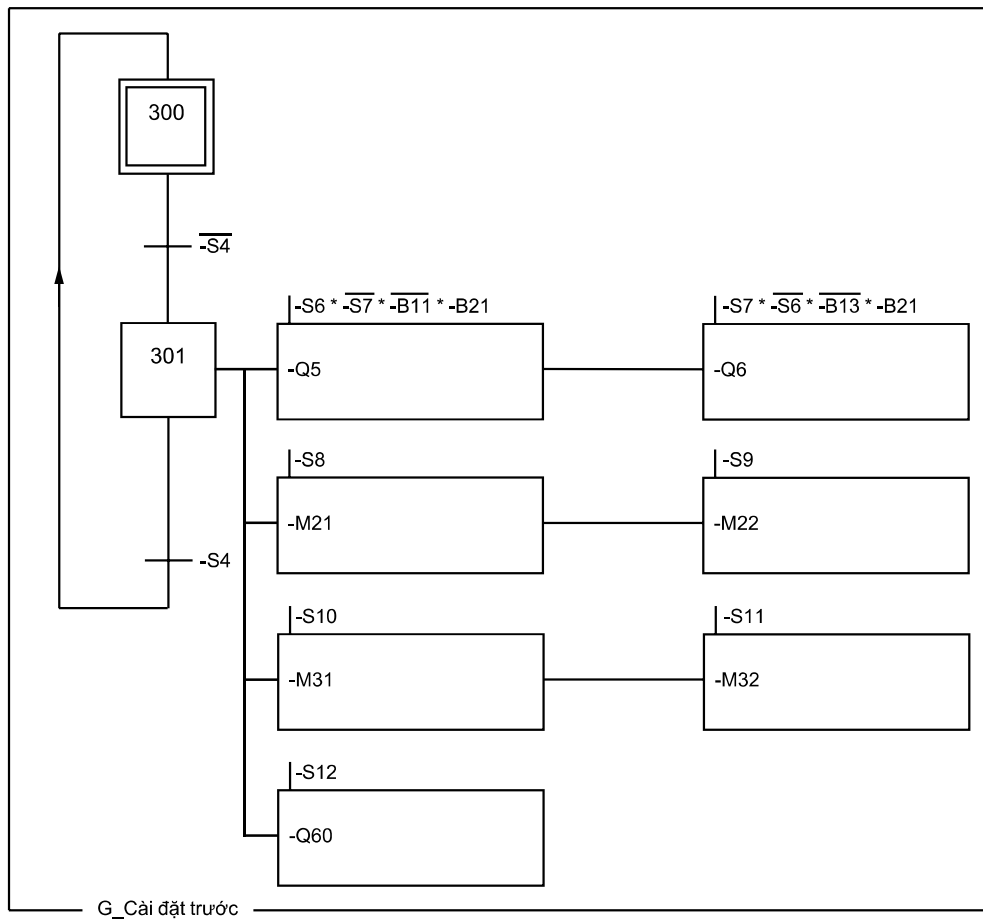 300
-S4
-S6 * -S7 * -B11 * -B21
-S7 * -S6 * -B13 * -B21
301
-Q5
-Q6
-S8
-S9
-M21
-M22
-S4
-S10
-S11
-M31
-M32
-S12
-Q60
G_Cài đặt trước